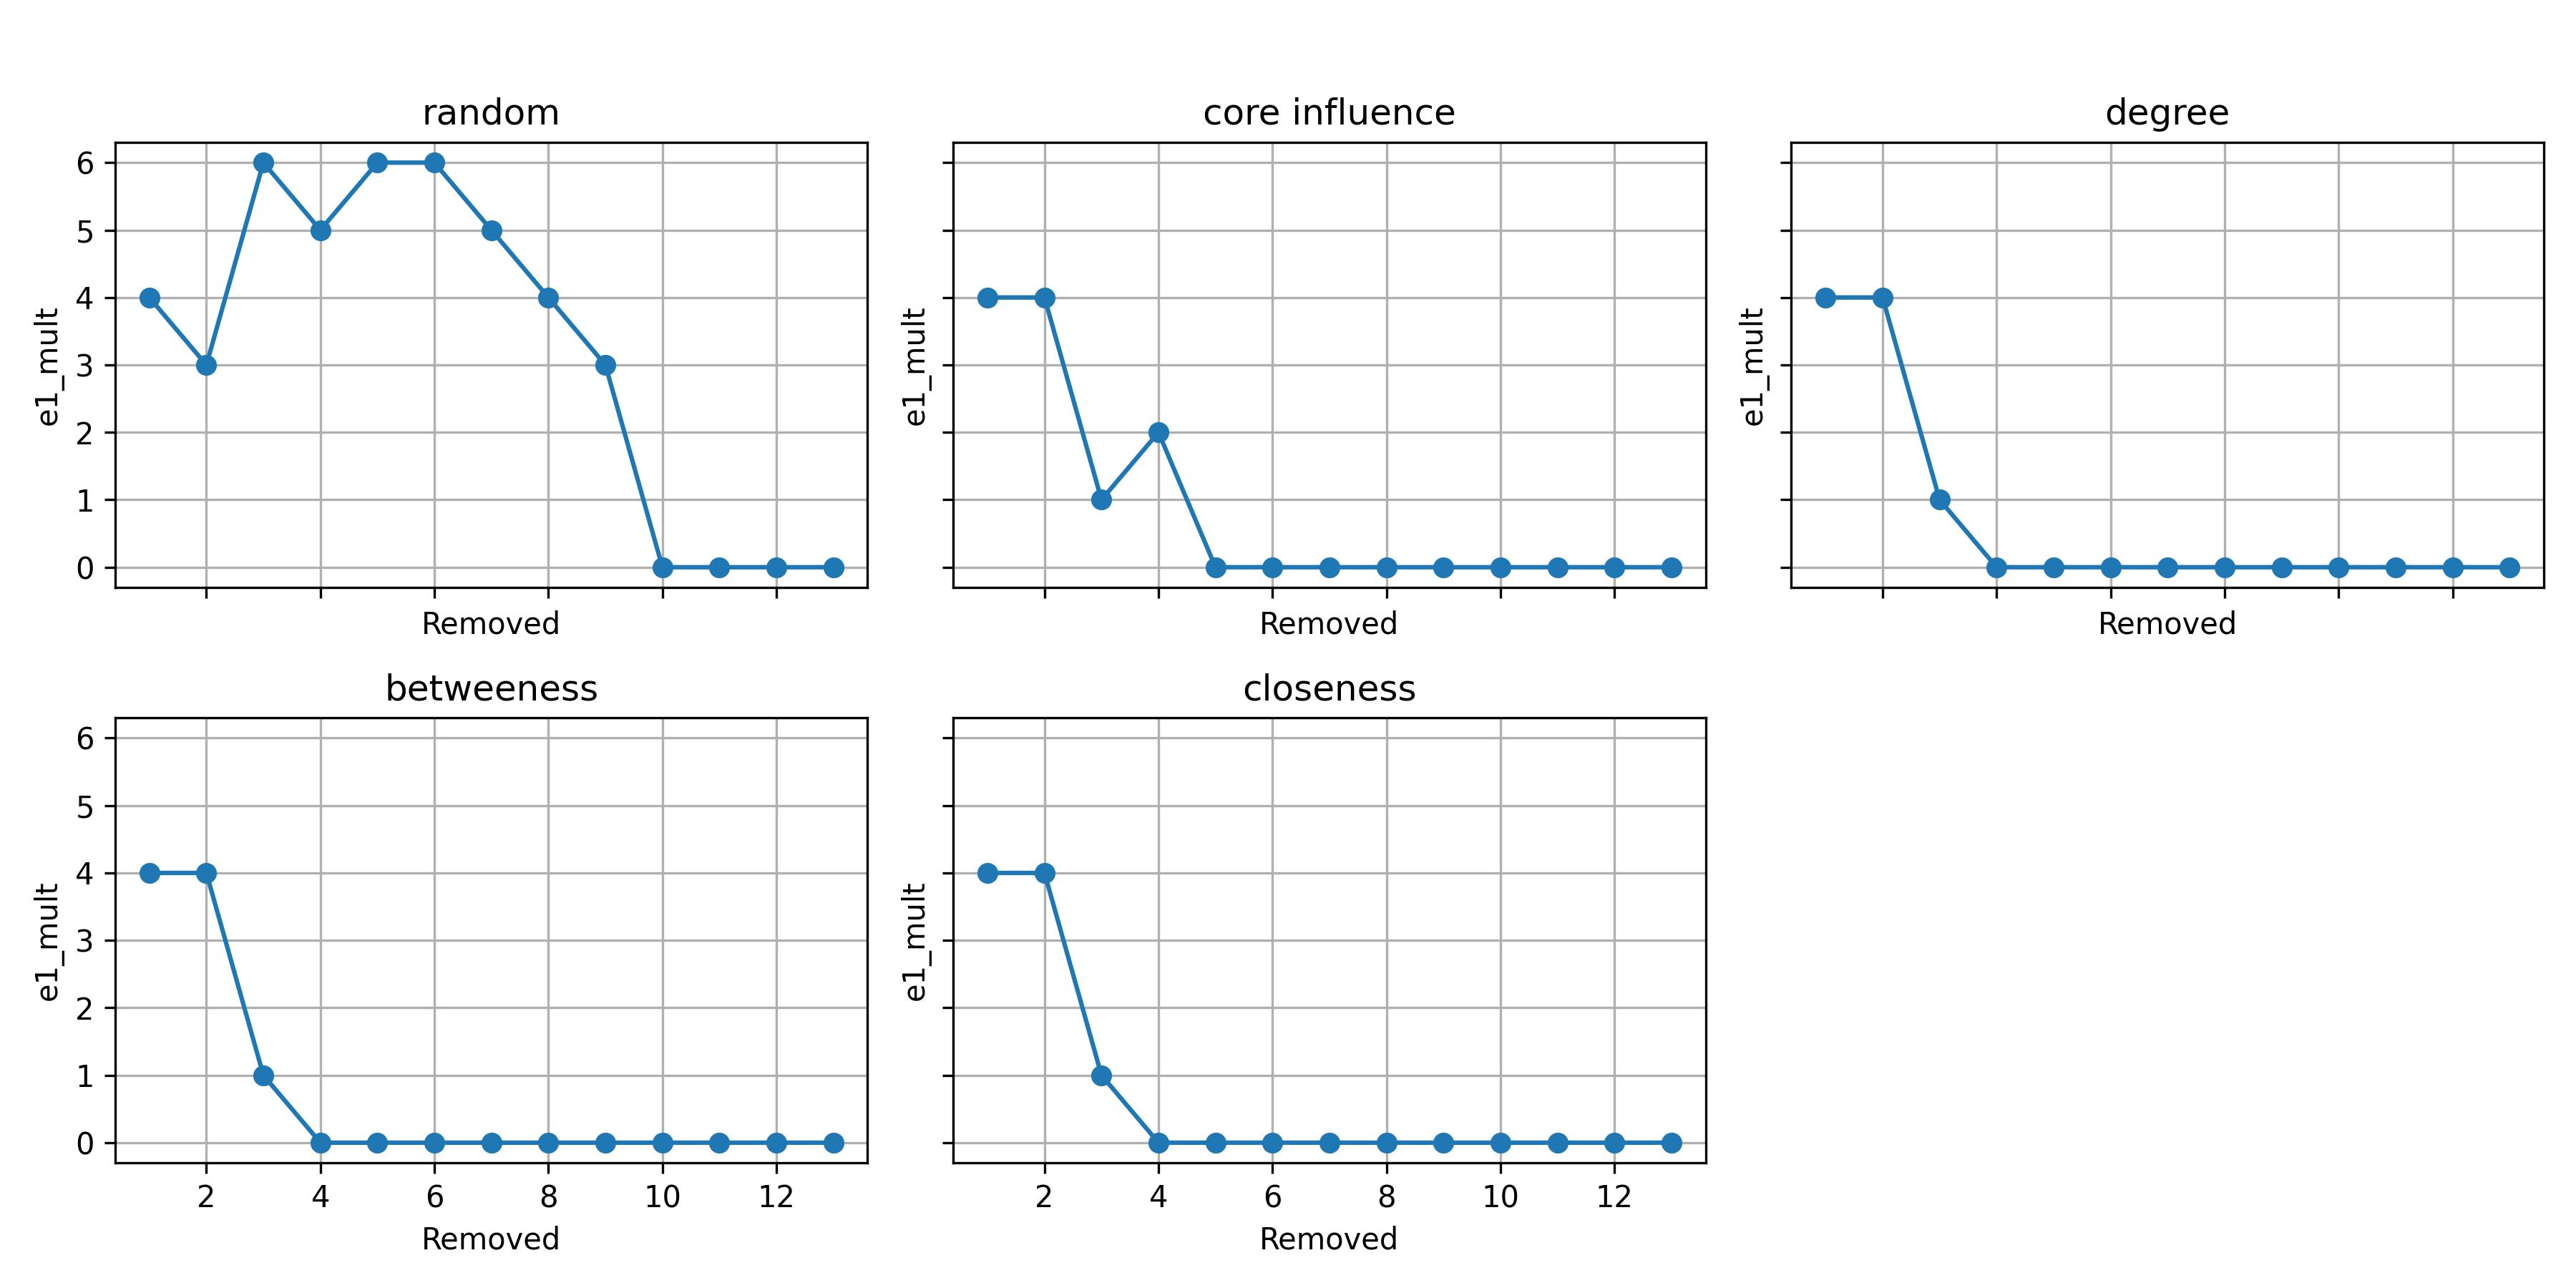 random
core influence
degree
6
5
4
3
2
1
0
e1_mult
e1_mult
e1_mult
Removed
Removed
Removed
betweeness
closeness
6
5
4
3
2
1
0
e1_mult
e1_mult
2 4 6 8 10 12
2 4 6 8 10 12
Removed
Removed